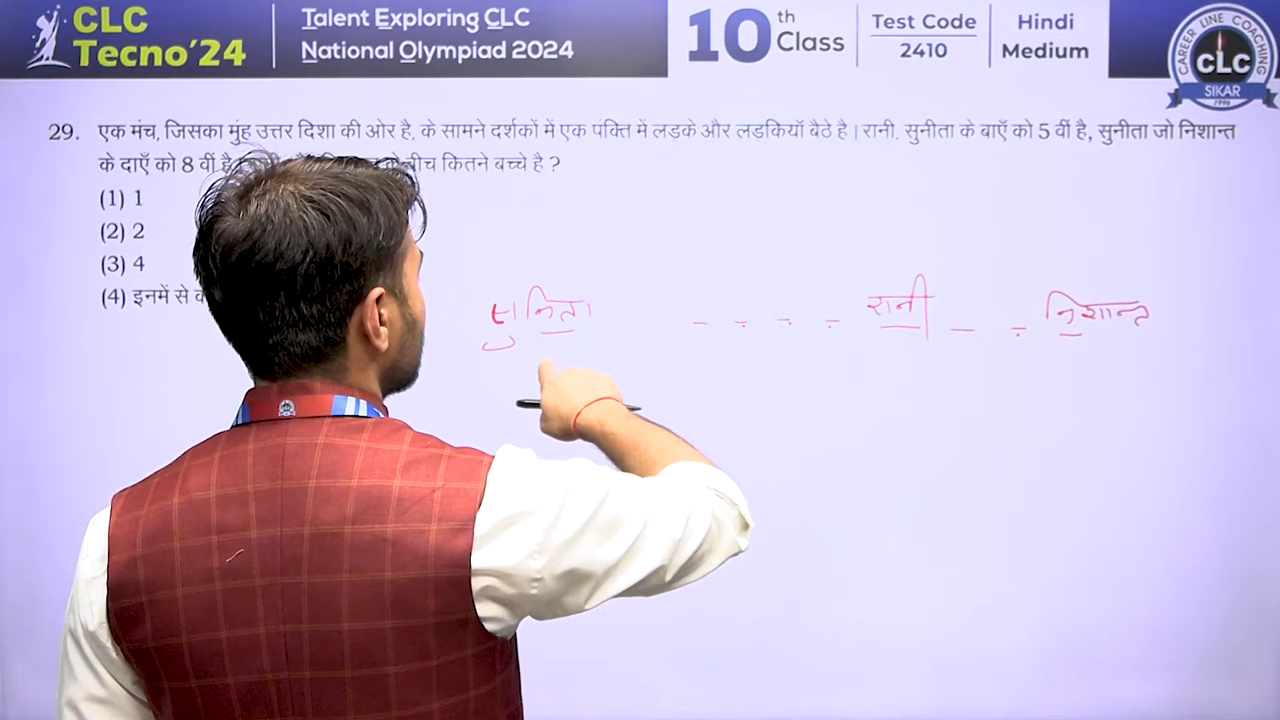 CLC
Tecno'24
Talent Exploring CLC
National Olympiad 2024
10th Class
Test Code
2410
Hindi
Medium
CAREER LINE COACHING
CLC
SIKAR
1996
29. एक मंच, जिसका मुंह उत्तर दिशा की ओर है, के सामने दर्शकों में एक पंक्ति में लड़के और लड़कियाँ बैठे है। रानी, सुनीता के बाएँ को 5 वीं है, सुनीता जो निशान्त
के दाएँ को 8 वीं है बीच कितने बच्चे है ?
(1) 1
(2) 2
(3) 4
(4) इनमें से
सुनिता - - - - रानी - - निशान्त